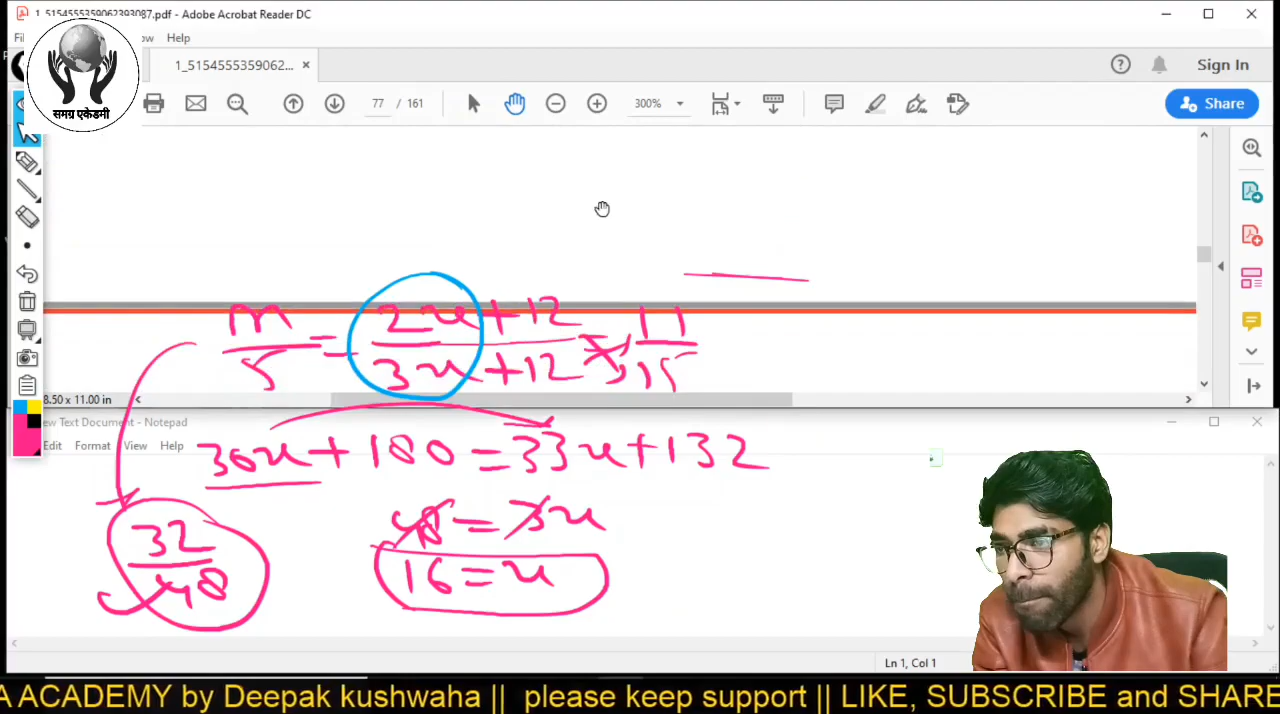 1_5154555359062393087.pdf - Adobe Acrobat Reader DC
Help
1_5154555359062...
Sign In
समग्र एकेडमी
77 / 161
300%
Share
m/5 = 2x+12/3x+12 = 11/15
8.50 x 11.00 in
ew Text Document - Notepad
Edit Format View Help
30x+180=33x+132
48=3x
32/48
16=x
Ln 1, Col 1
A ACADEMY by Deepak kushwaha || please keep support || LIKE, SUBSCRIBE and SHARE